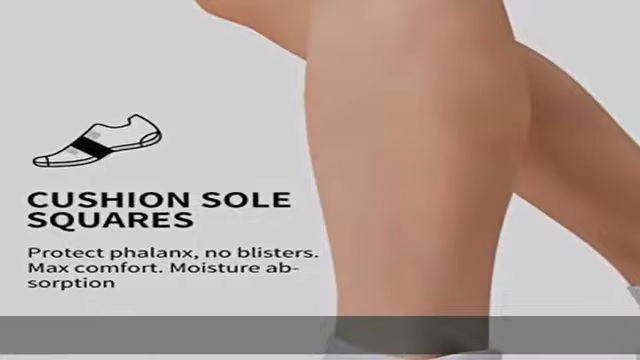 CUSHION SOLE
SQUARES
Protect phalanx, no blisters.
Max comfort. Moisture ab-
sorption